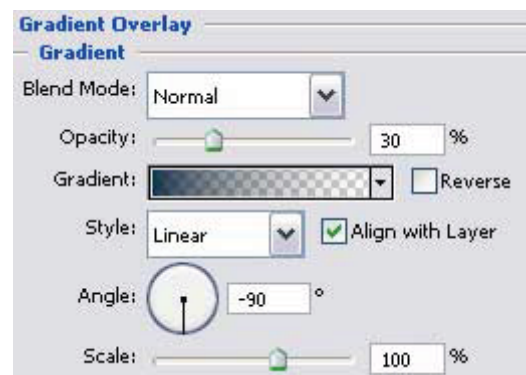 Gradient Overlay
Gradient
Blend Mode: Normal
Opacity: 30 %
Gradient: Reverse
Style: Linear Align with Layer
Angle: -90 °
Scale: 100 %